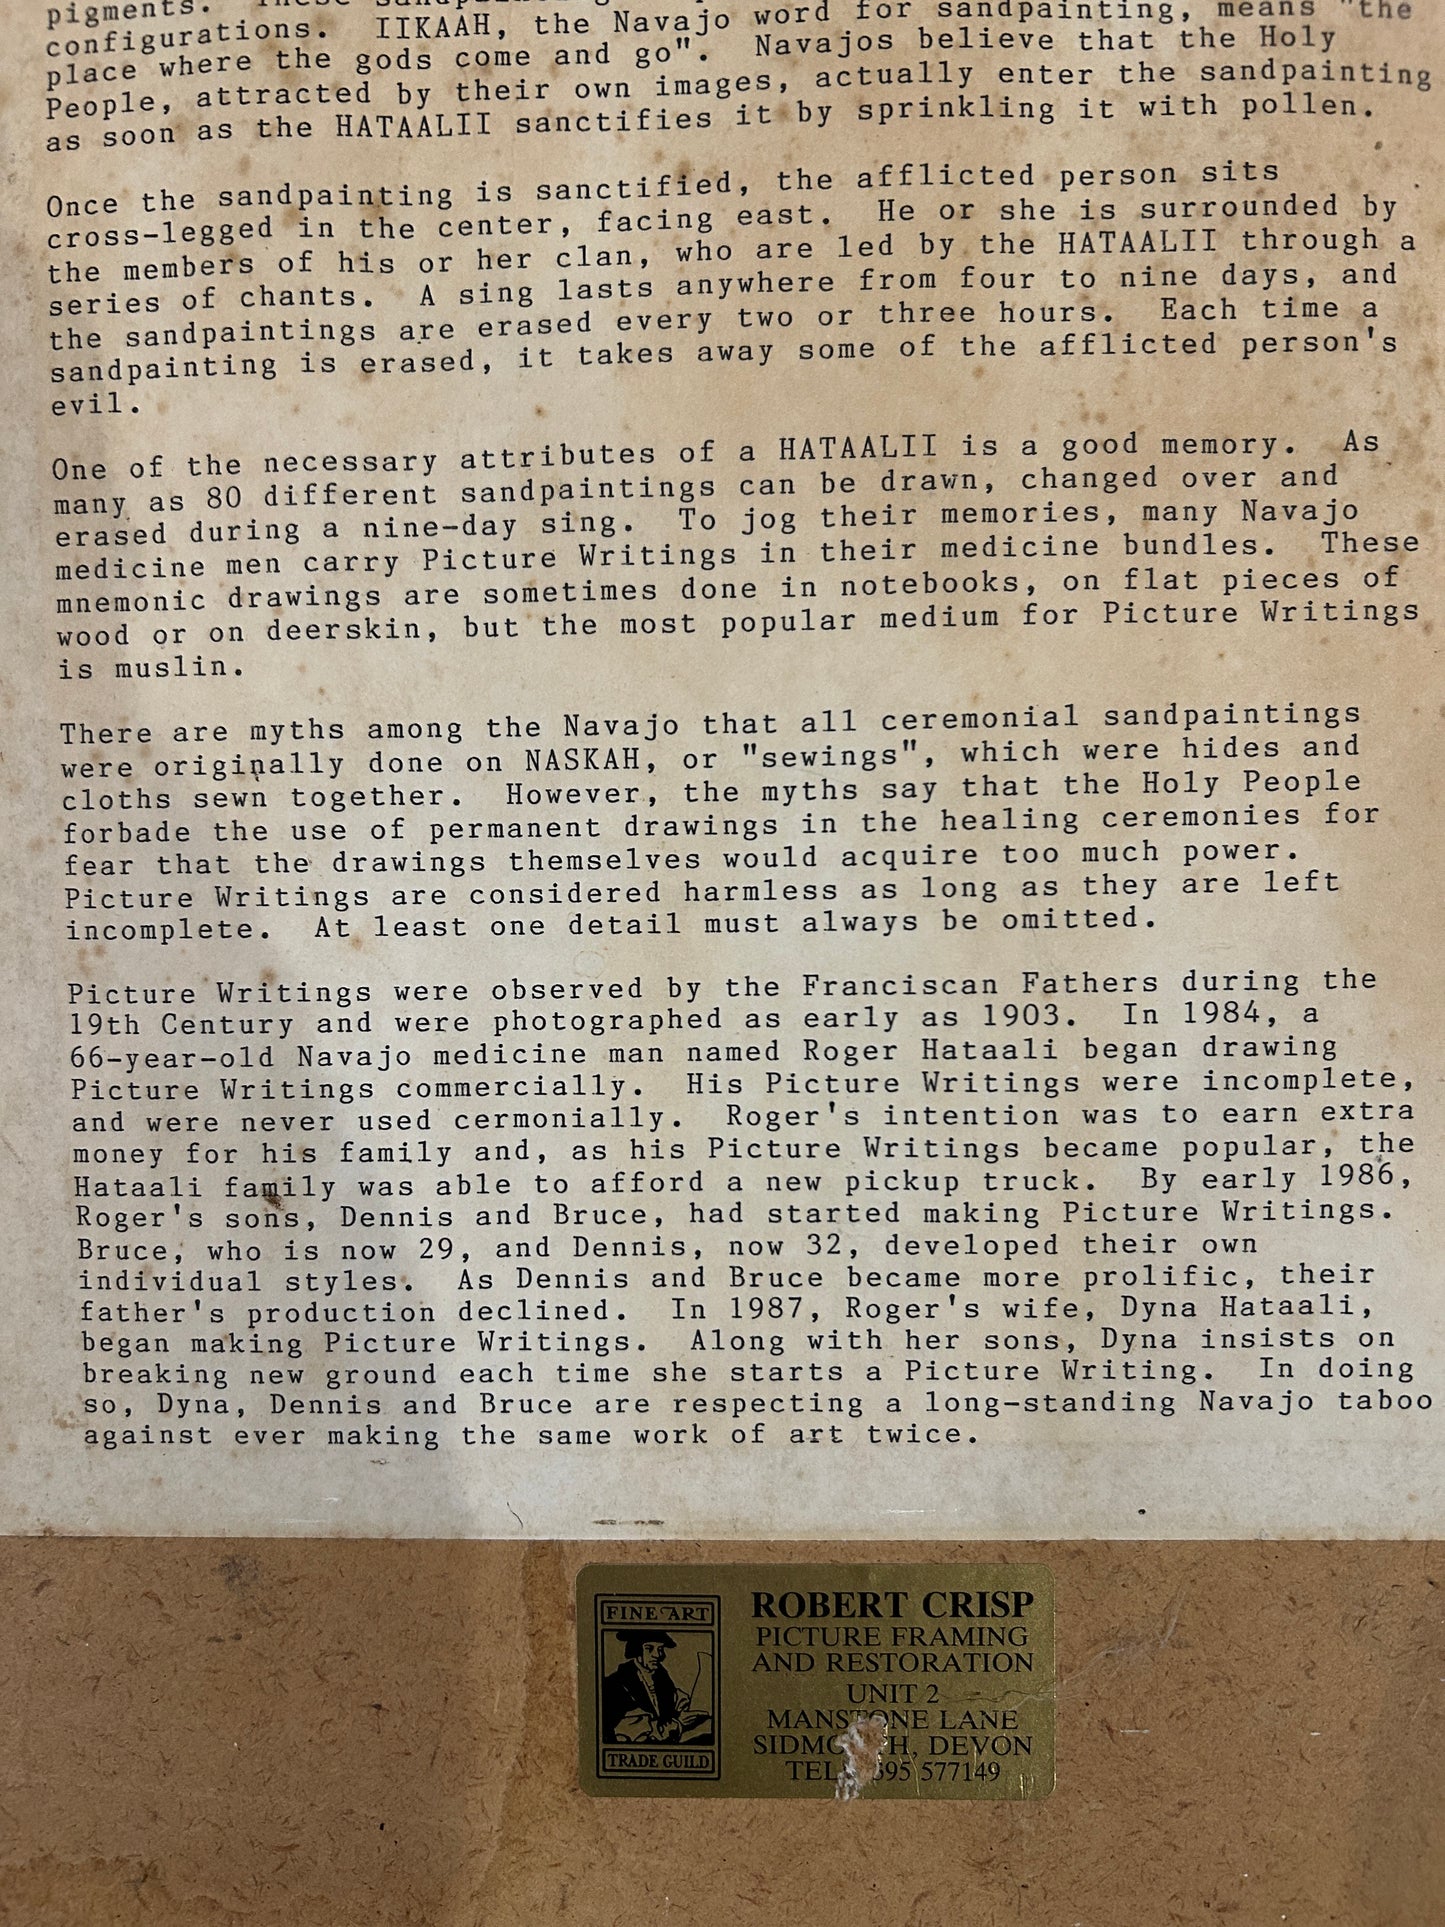 pigments. These
configurations. IIKAAH, the Navajo word for sandpainting, means "the
place where the gods come and go". Navajos believe that the Holy
People, attracted by their own images, actually enter the sandpainting
as soon as the HATAALII sanctifies it by sprinkling it with pollen.
Once the sandpainting is sanctified, the afflicted person sits
cross-legged in the center, facing east. He or she is surrounded by
the members of his or her clan, who are led by the HATAALII through a
series of chants. A sing lasts anywhere from four to nine days, and
the sandpaintings are erased every two or three hours. Each time a
sandpainting is erased, it takes away some of the afflicted person's
evil.
One of the necessary attributes of a HATAALII is a good memory. As
many as 80 different sandpaintings can be drawn, changed over and
erased during a nine-day sing. To jog their memories, many Navajo
medicine men carry Picture Writings in their medicine bundles. These
mnemonic drawings are sometimes done in notebooks, on flat pieces of
wood or on deerskin, but the most popular medium for Picture Writings
is muslin.
There are myths among the Navajo that all ceremonial sandpaintings
were originally done on NASKAH, or "sewings", which were hides and
cloths sewn together. However, the myths say that the Holy People
forbade the use of permanent drawings in the healing ceremonies for
fear that the drawings themselves would acquire too much power.
Picture Writings are considered harmless as long as they are left
incomplete. At least one detail must always be omitted.
Picture Writings were observed by the Franciscan Fathers during the
19th Century and were photographed as early as 1903. In 1984, a
66-year-old Navajo medicine man named Roger Hataali began drawing
Picture Writings commercially. His Picture Writings were incomplete,
and were never used cermonially. Roger's intention was to earn extra
money for his family and, as his Picture Writings became popular, the
Hataali family was able to afford a new pickup truck. By early 1986,
Roger's sons, Dennis and Bruce, had started making Picture Writings.
Bruce, who is now 29, and Dennis, now 32, developed their own
individual styles. As Dennis and Bruce became more prolific, their
father's production declined. In 1987, Roger's wife, Dyna Hataali,
began making Picture Writings. Along with her sons, Dyna insists on
breaking new ground each time she starts a Picture Writing. In doing
so, Dyna, Dennis and Bruce are respecting a long-standing Navajo taboo
against ever making the same work of art twice.
FINE ART
TRADE GUILD
ROBERT CRISP
PICTURE FRAMING
AND RESTORATION
UNIT 2
MANSTONE LANE
DEVON
577149